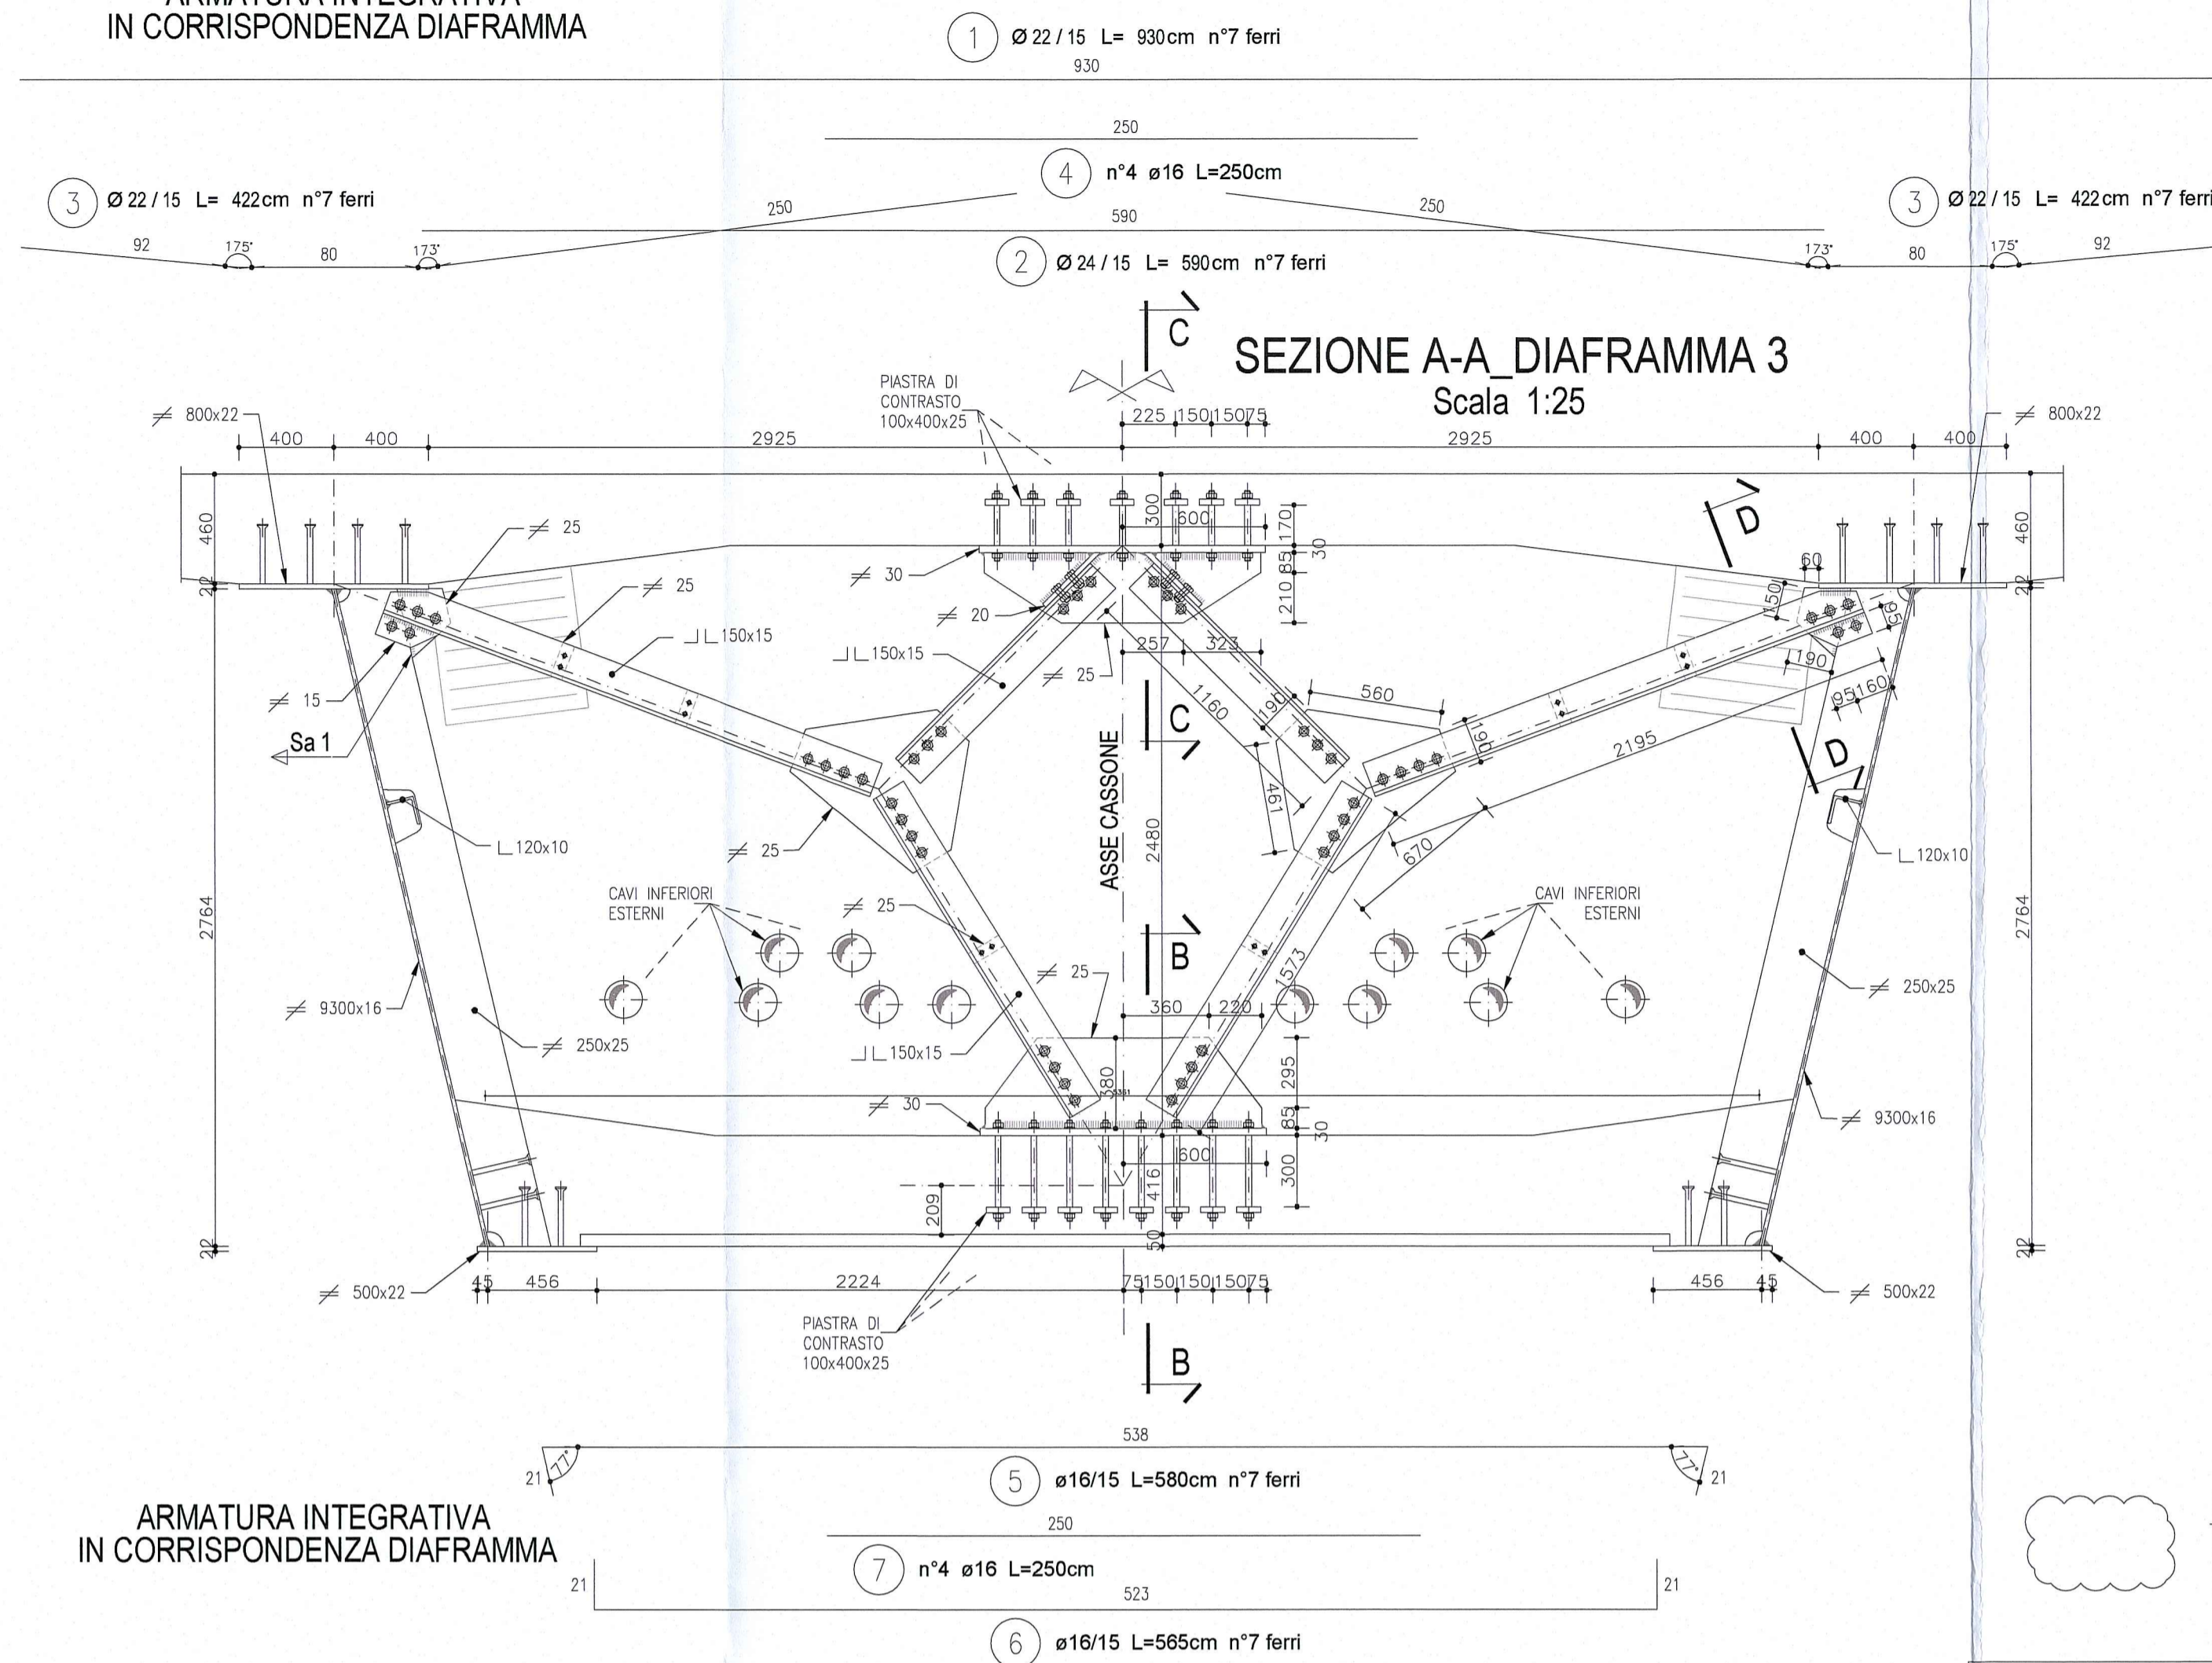 IN CORRISPONDENZA DIAFRAMMA
1 Ø 22 / 15 L= 930cm n°7 ferri
930
250
4 n°4 ø16 L=250cm
3 Ø 22 / 15 L= 422cm n°7 ferri
3 Ø 22 / 15 L= 422cm n°7 ferri
250
590
250
92 175° 80 173°
173° 80 175° 92
2 Ø 24 / 15 L= 590cm n°7 ferri
C
SEZIONE A-A_DIAFRAMMA 3
Scala 1:25
PIASTRA DI
CONTRASTO
100x400x25
800x22
225 150 150 75
800x22
400 400 2925 2925 400 400
460
300
600
170
D
460
25
30
85
30
60
22
25
210
150
22
20
95
⅃L150x15
⅃L150x15
257 323
25
190
15
560
95 160
1160
190
C
190
Sa 1
2195
D
461
L120x10
25
2480
ASSE CASSONE
670
L120x10
CAVI INFERIORI
ESTERNI
25
CAVI INFERIORI
ESTERNI
2764
2764
B
25
1573
9300x16
360 220
250x25
250x25
⅃L150x15
380
295
30
85
30
9300x16
600
416
300
209
50
22
22
500x22
45 456 2224 75 150 150 150 75 456 45
500x22
PIASTRA DI
CONTRASTO
100x400x25
B
538
21 77°
77° 21
5 ø16/15 L=580cm n°7 ferri
ARMATURA INTEGRATIVA
IN CORRISPONDENZA DIAFRAMMA
250
7 n°4 ø16 L=250cm
21 523 21
6 ø16/15 L=565cm n°7 ferri